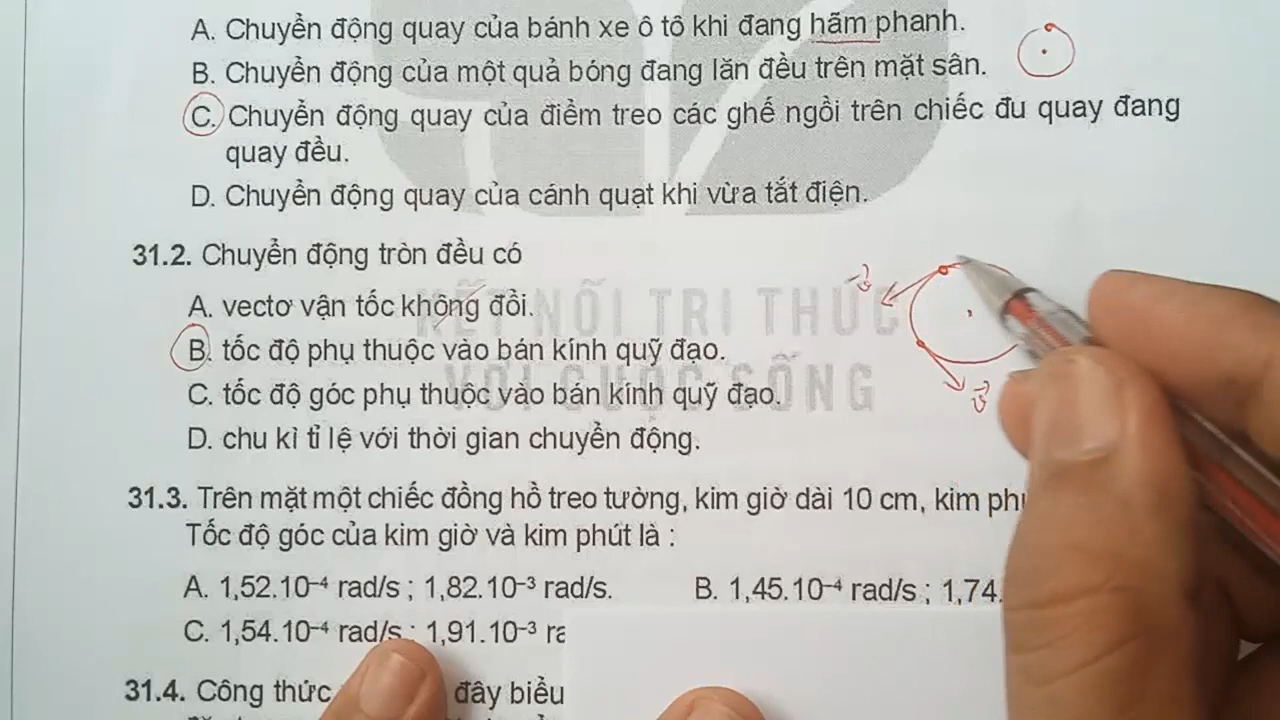 A. Chuyển động quay của bánh xe ô tô khi đang hãm phanh.
B. Chuyển động của một quả bóng đang lăn đều trên mặt sân.
C. Chuyển động quay của điểm treo các ghế ngồi trên chiếc đu quay đang
quay đều.
D. Chuyển động quay của cánh quạt khi vừa tắt điện.
31.2. Chuyển động tròn đều có
A. vectơ vận tốc không đổi.
B. tốc độ phụ thuộc vào bán kính quỹ đạo.
C. tốc độ góc phụ thuộc vào bán kính quỹ đạo.
D. chu kì tỉ lệ với thời gian chuyển động.
KẾT NỐI TRI THỨC
VỚI CUỘC SỐNG
v
v
31.3. Trên mặt một chiếc đồng hồ treo tường, kim giờ dài 10 cm, kim
Tốc độ góc của kim giờ và kim phút là :
A. 1,52.10⁻⁴ rad/s ; 1,82.10⁻³ rad/s. B. 1,45.10⁻⁴ rad/s ; 1,74.
C. 1,54.10⁻⁴ rad/s ; 1,91.10⁻³
31.4. Công thức đây biểu